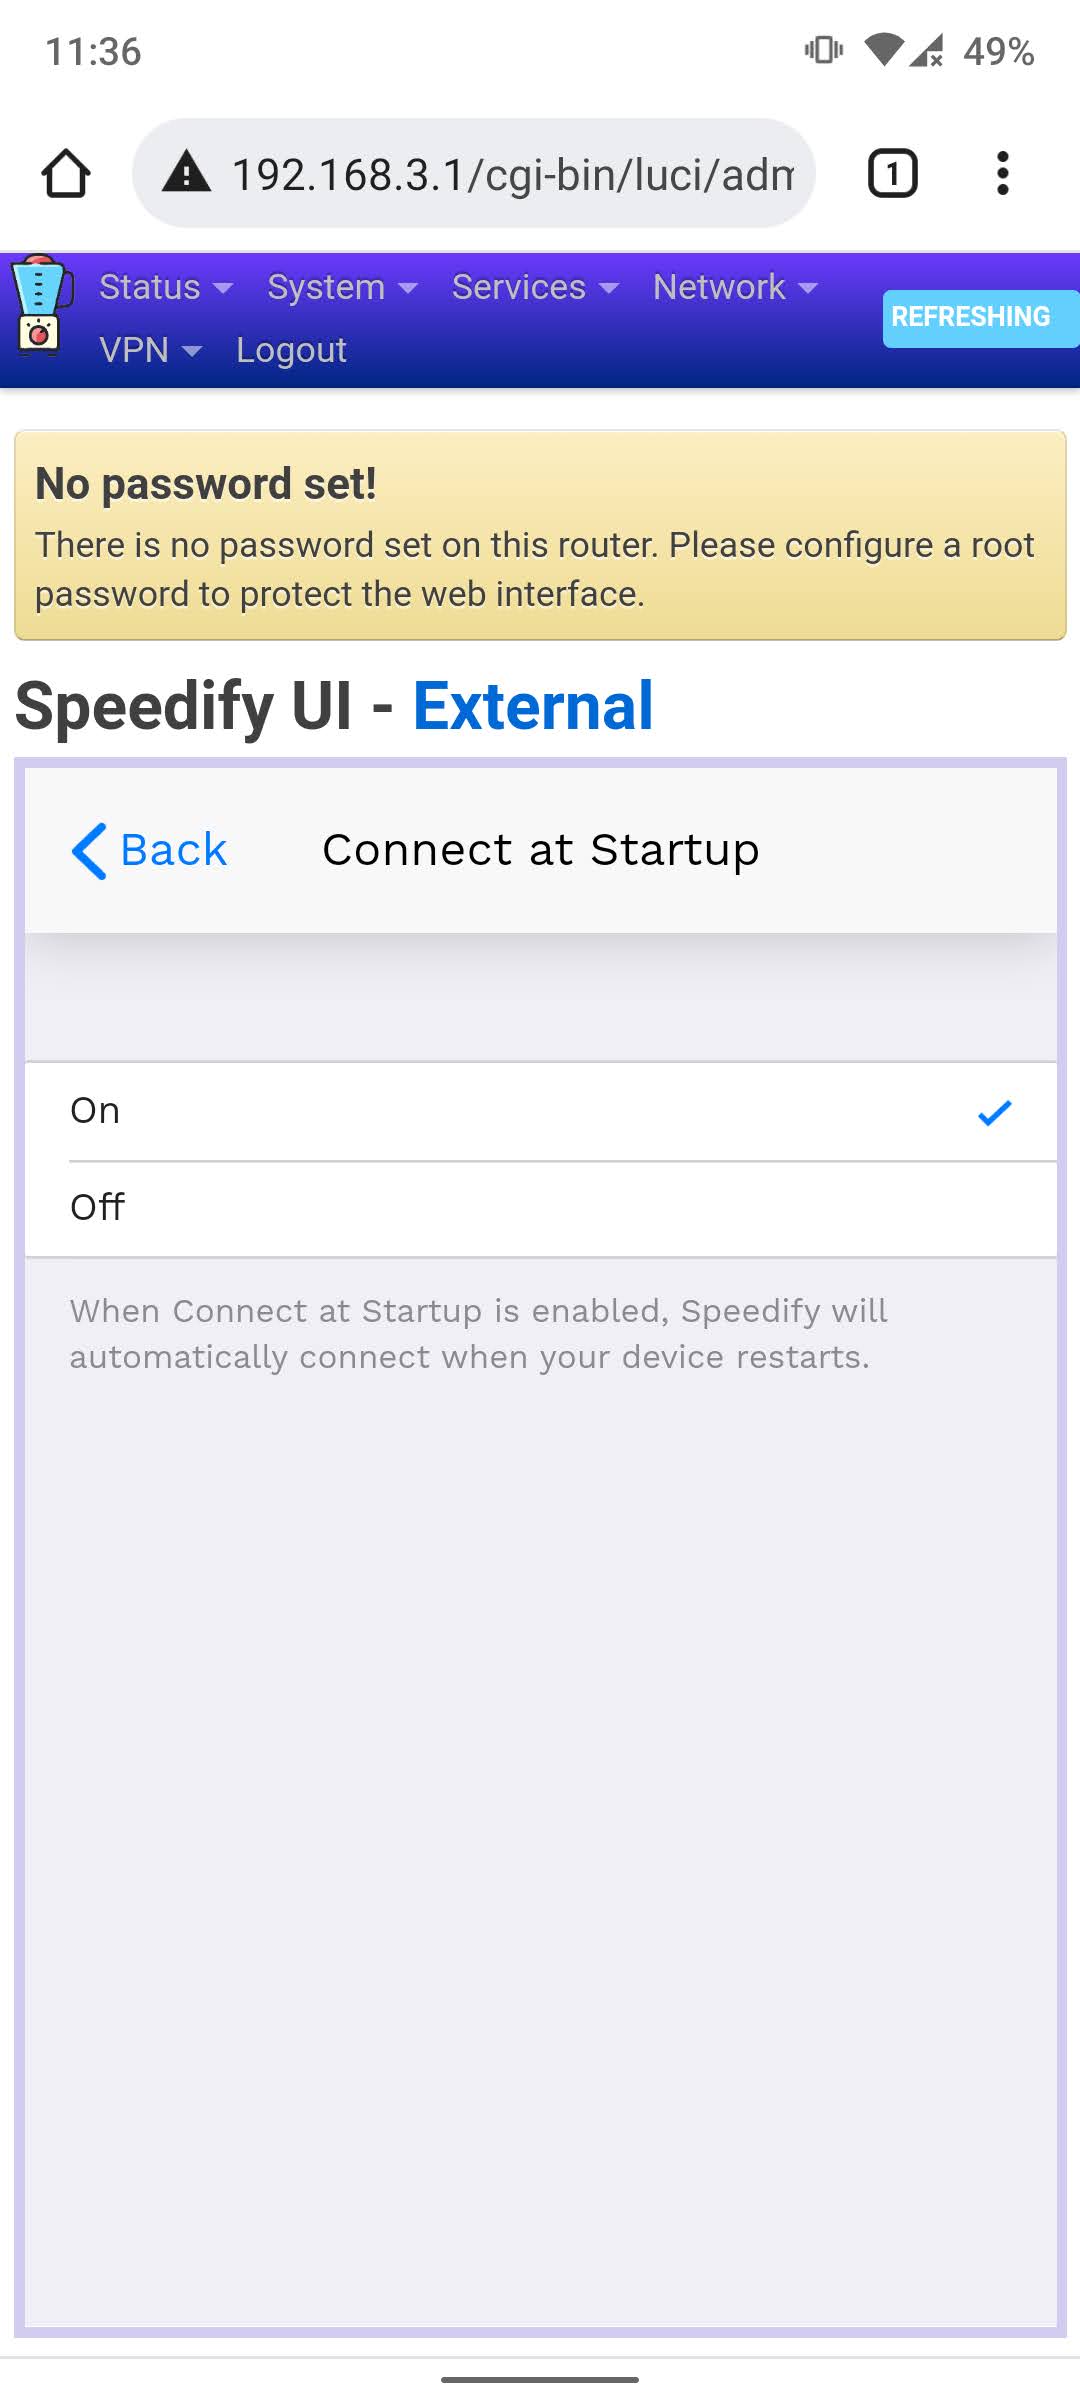 11:36
49%
192.168.3.1/cgi-bin/luci/adm
1
Status System Services Network
REFRESHING
VPN Logout
No password set!
There is no password set on this router. Please configure a root
password to protect the web interface.
Speedify UI - External
Back
Connect at Startup
On
Off
When Connect at Startup is enabled, Speedify will
automatically connect when your device restarts.